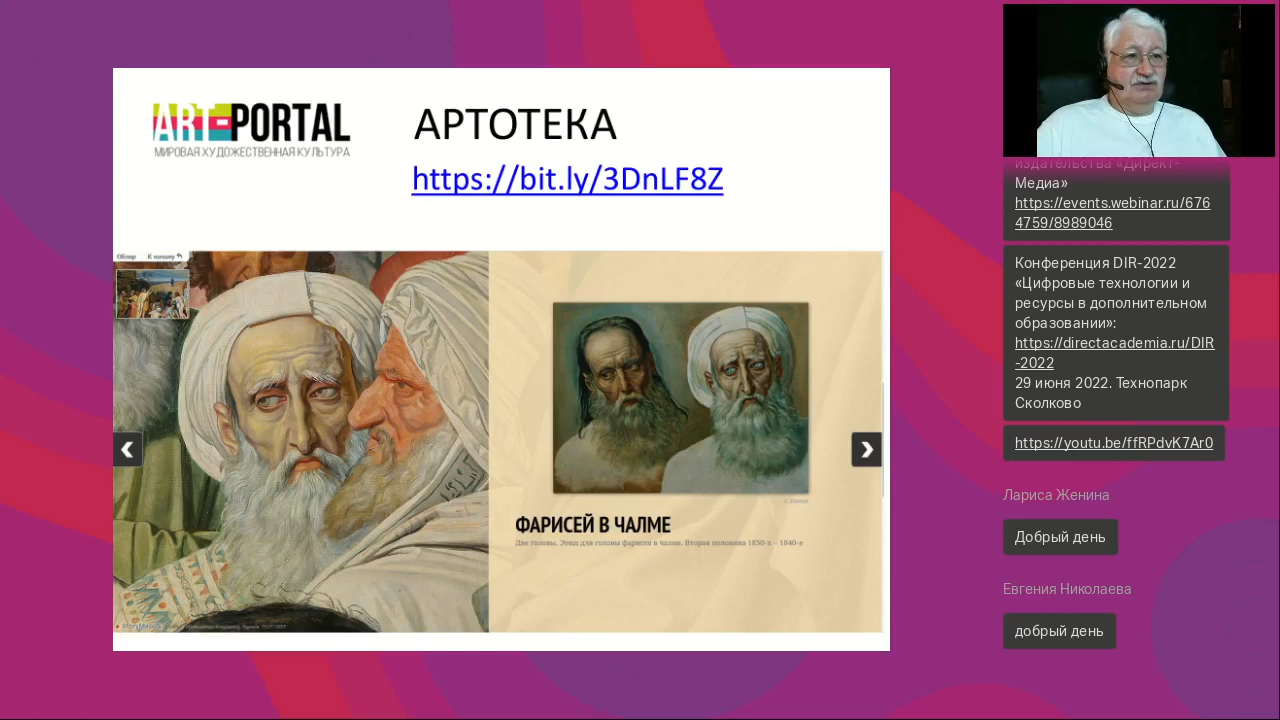 ART-PORTAL
МИРОВАЯ ХУДОЖЕСТВЕННАЯ КУЛЬТУРА
АРТОТЕКА
https://bit.ly/3DnLF8Z
Обзор К началу
ФАРИСЕЙ В ЧАЛМЕ
Две головы. Этюд для головы фарисея в чалме. Вторая половина 1830-х – 1840-е
издательства «Директ-
Медиа»
https://events.webinar.ru/676
4759/8989046
Конференция DIR-2022
«Цифровые технологии и
ресурсы в дополнительном
образовании»:
https://directacademia.ru/DIR
-2022
29 июня 2022. Технопарк
Сколково
https://youtu.be/ffRPdvK7Ar0
Лариса Женина
Добрый день
Евгения Николаева
добрый день